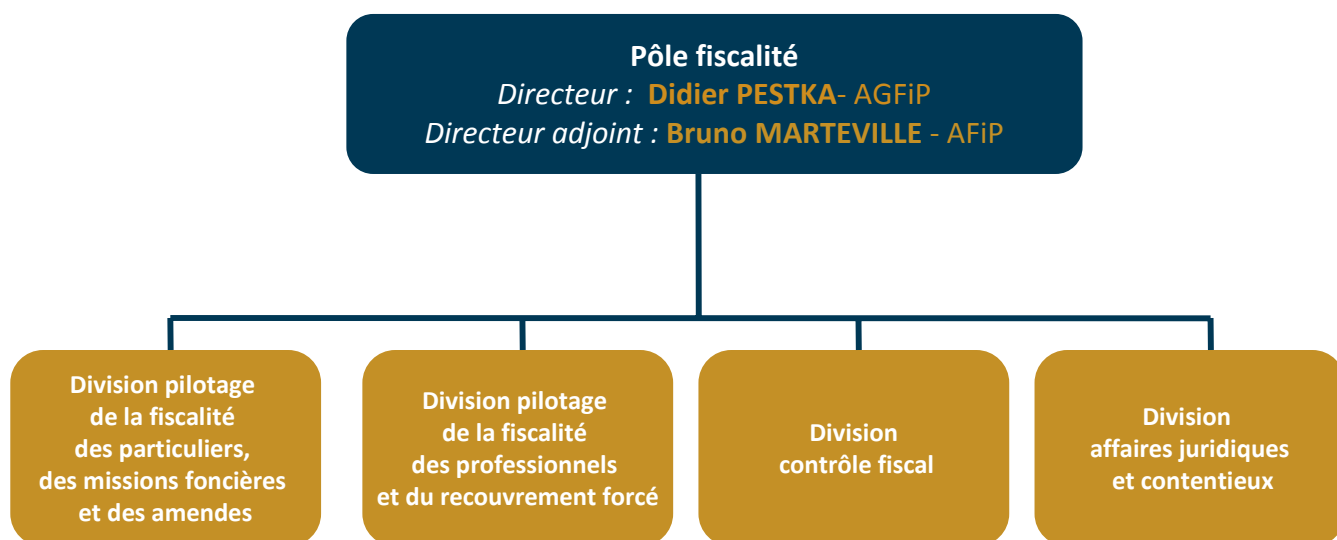 Pôle fiscalité
Directeur : Didier PESTKA- AGFiP
Directeur adjoint : Bruno MARTEVILLE - AFiP
Division pilotage
de la fiscalité
des particuliers,
des missions foncières
et des amendes
Division pilotage
de la fiscalité
des professionnels
et du recouvrement forcé
Division
contrôle fiscal
Division
affaires juridiques
et contentieux